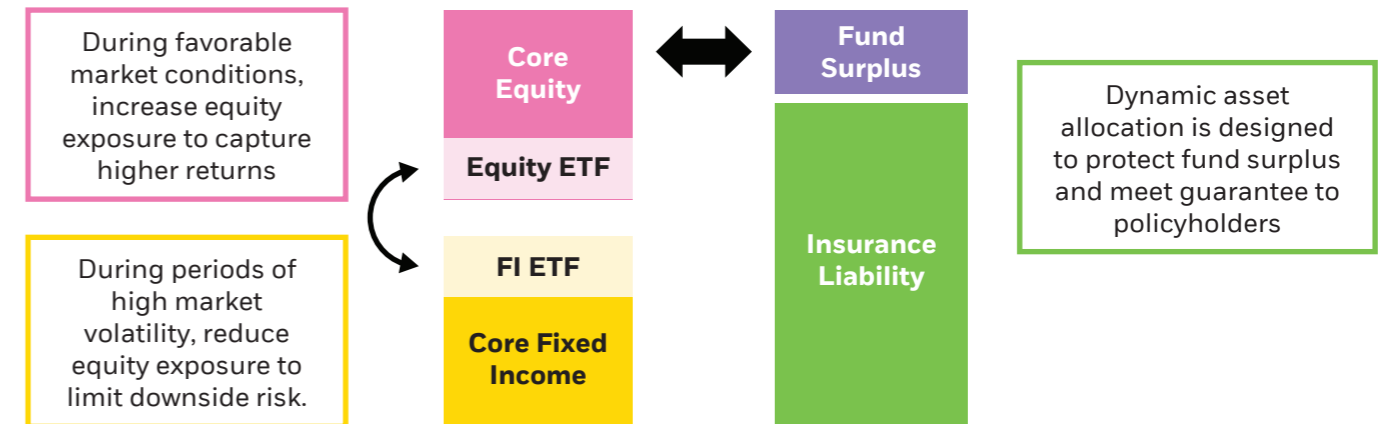 During favorable
market conditions,
increase equity
exposure to capture
higher returns
During periods of
high market
volatility, reduce
equity exposure to
limit downside risk.
Core
Equity
Equity ETF
FI ETF
Core Fixed
Income
Fund
Surplus
Insurance
Liability
Dynamic asset
allocation is designed
to protect fund surplus
and meet guarantee to
policyholders